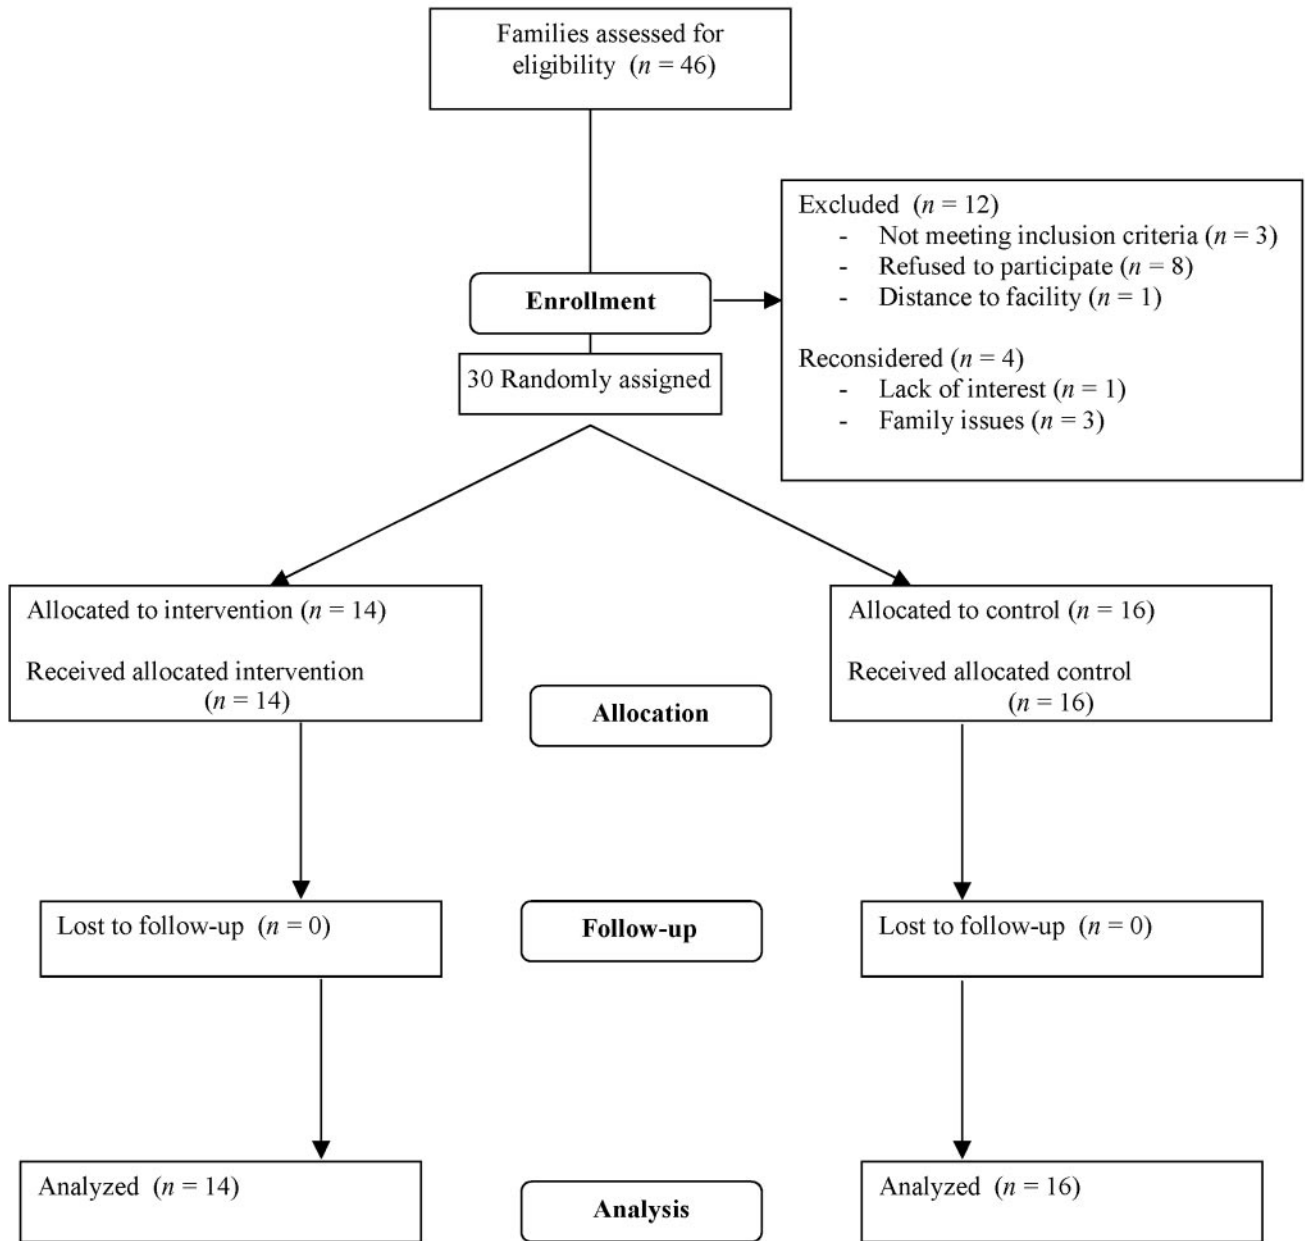 Families assessed for
eligibility (n = 46)
Excluded (n = 12)
- Not meeting inclusion criteria (n = 3)
- Refused to participate (n = 8)
- Distance to facility (n = 1)
Reconsidered (n = 4)
- Lack of interest (n = 1)
- Family issues (n = 3)
Enrollment
30 Randomly assigned
Allocated to intervention (n = 14)
Received allocated intervention
(n = 14)
Allocated to control (n = 16)
Received allocated control
(n = 16)
Allocation
Lost to follow-up (n = 0)
Follow-up
Lost to follow-up (n = 0)
Analyzed (n = 14)
Analysis
Analyzed (n = 16)